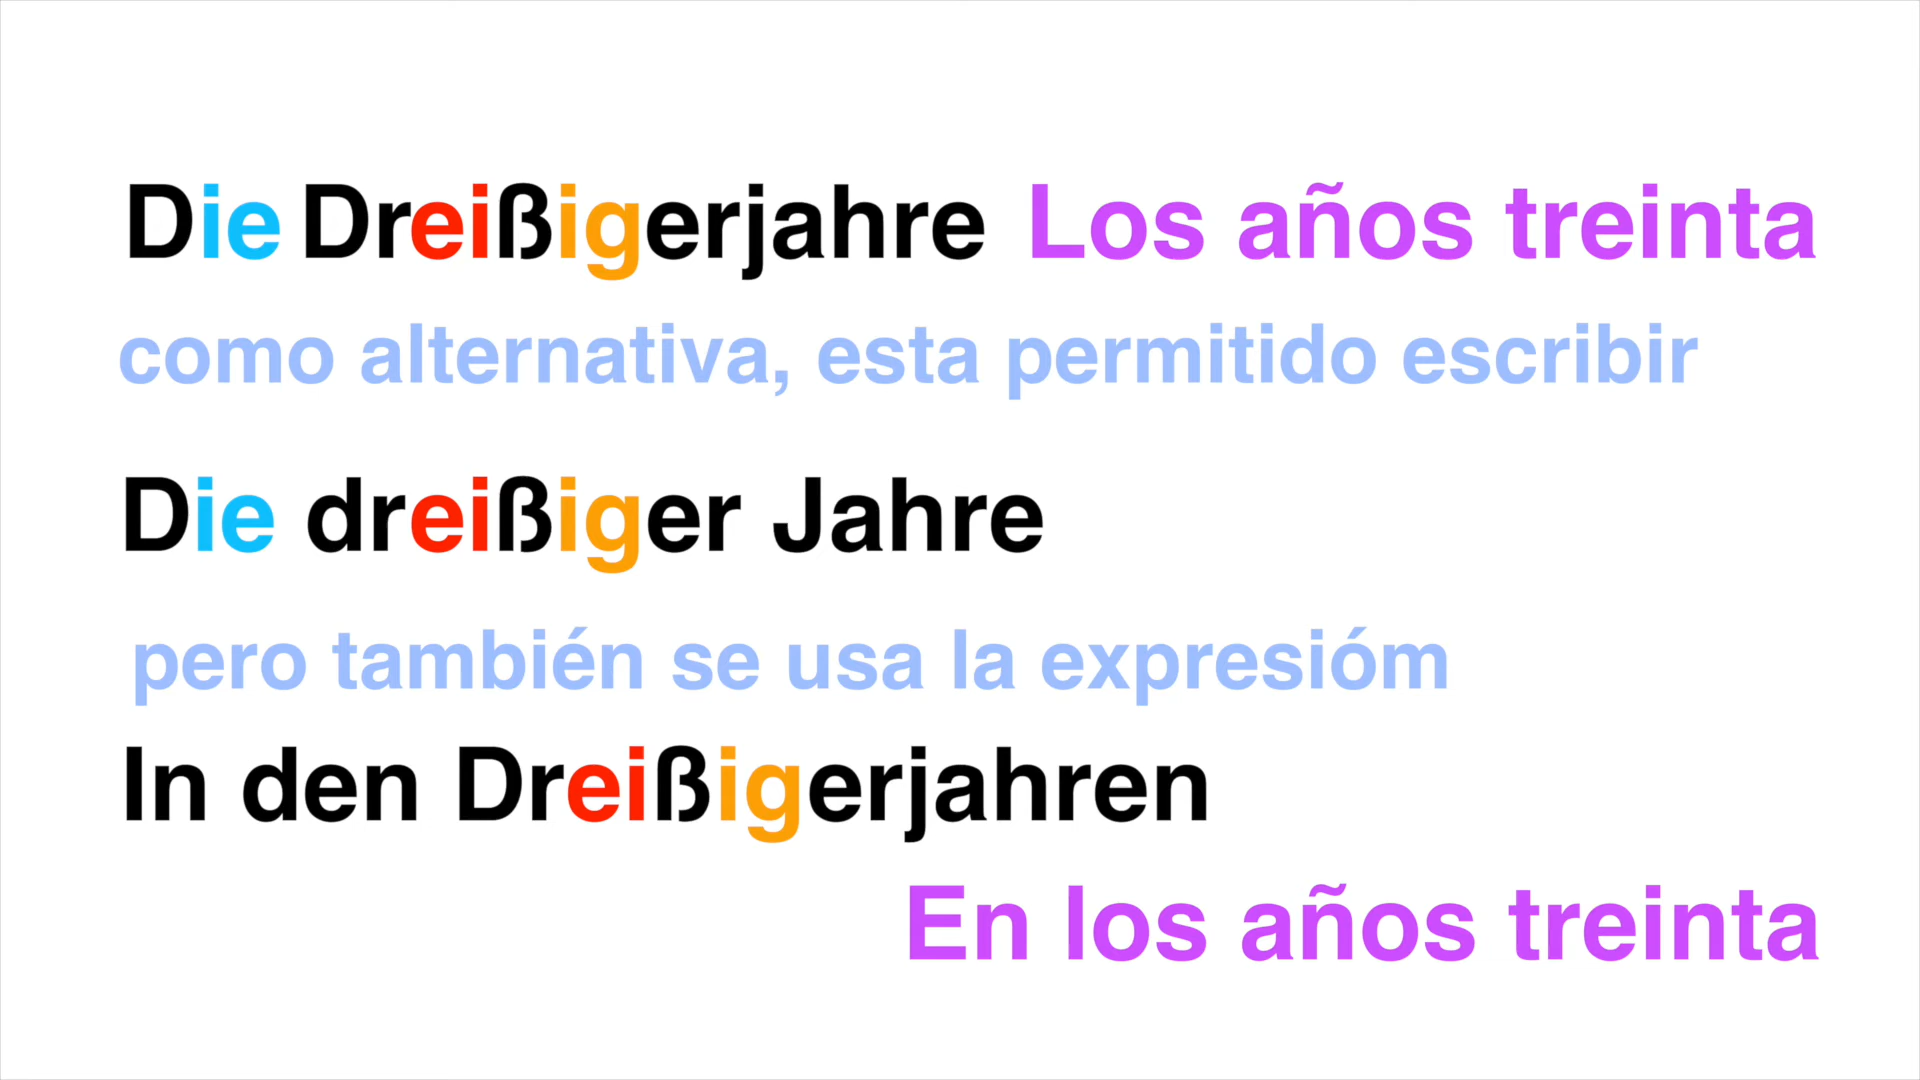 Die Dreißigerjahre Los años treinta
como alternativa, esta permitido escribir
Die dreißiger Jahre
pero también se usa la expresióm
In den Dreißigerjahren
En los años treinta